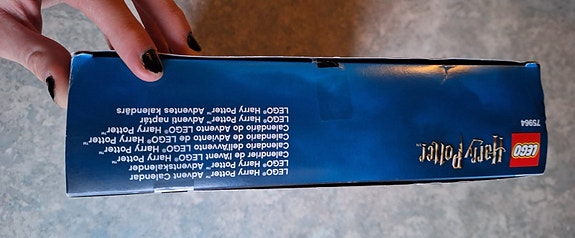 LEGO
Harry Potter™
75964
LEGO® Harry Potter™ Advent Calendar
LEGO® Harry Potter™ Adventskalender
Calendrier de l'Avent LEGO® Harry Potter™
Calendario dell'Avvento LEGO® Harry Potter™
Calendario de Adviento de LEGO® Harry Potter™
Calendário do Advento LEGO® Harry Potter™
LEGO® Harry Potter™ Adventi naptár
LEGO® Harry Potter™ Adventes kalendārs